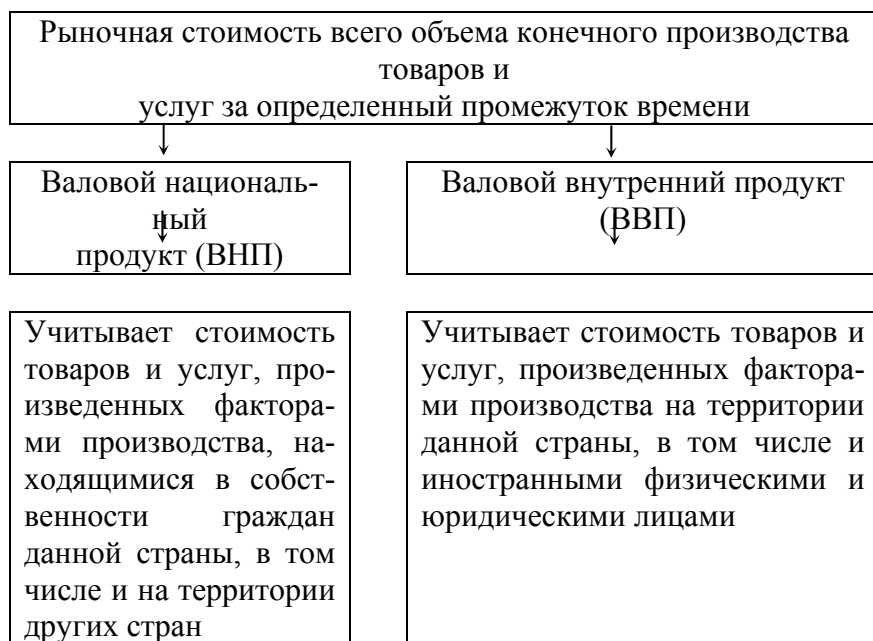 Рыночная стоимость всего объема конечного производства
товаров и
услуг за определенный промежуток времени
Валовой националь-
ный
продукт (ВНП)
Валовой внутренний продукт
(ВВП)
Учитывает стоимость
товаров и услуг, про-
изведенных фактора-
ми производства, на-
ходящимися в собст-
венности граждан
данной страны, в том
числе и на территории
других стран
Учитывает стоимость товаров и
услуг, произведенных фактора-
ми производства на территории
данной страны, в том числе и
иностранными физическими и
юридическими лицами